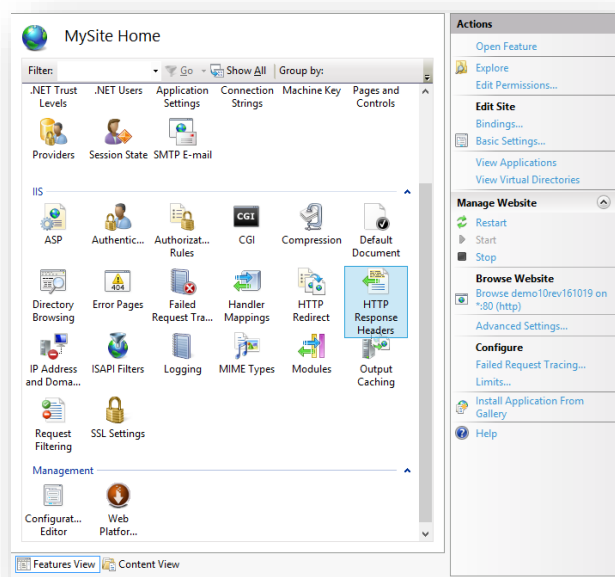 MySite Home
Filter:
Go
Show All
Group by:
.NET Trust
Levels
.NET Users
Application
Settings
Connection
Strings
Machine Key
Pages and
Controls
Providers
Session State
SMTP E-mail
IIS
ASP
Authentic...
Authorizat...
Rules
CGI
CGI
Compression
Default
Document
Directory
Browsing
404
Error Pages
Failed
Request Tra...
Handler
Mappings
HTTP
Redirect
HTTP
Response
Headers
IP Address
and Doma...
ISAPI Filters
Logging
MIME Types
Modules
Output
Caching
Request
Filtering
SSL Settings
Management
Configurat...
Editor
Web
Platfor...
Features View
Content View
Actions
Open Feature
Explore
Edit Permissions...
Edit Site
Bindings...
Basic Settings...
View Applications
View Virtual Directories
Manage Website
Restart
Start
Stop
Browse Website
Browse demo10rev161019 on
*:80 (http)
Advanced Settings...
Configure
Failed Request Tracing...
Limits...
Install Application From
Gallery
Help